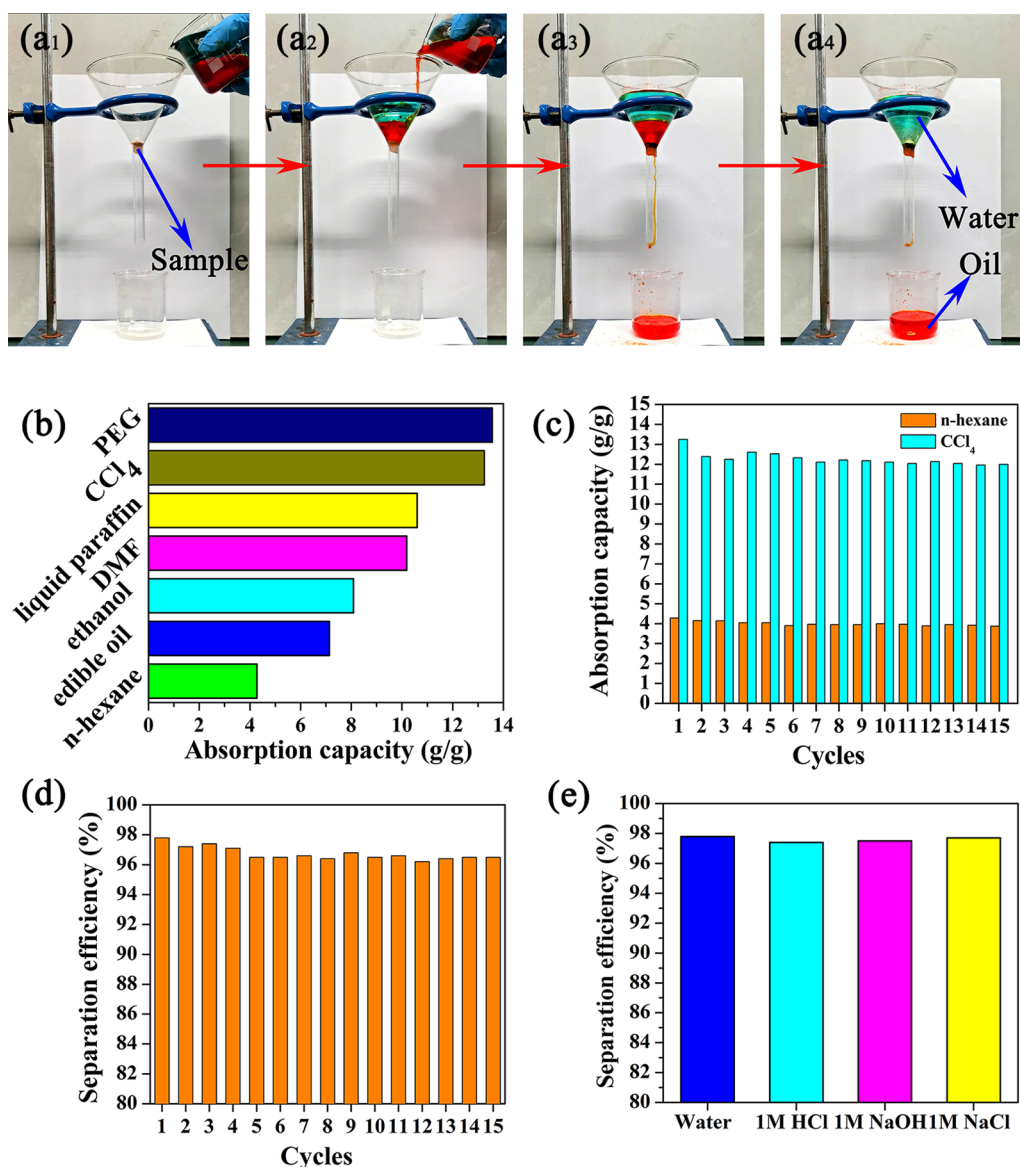 (a1)
(a2)
(a3)
(a4)
Sample
Water
Oil
(b)
PEG
CCl4
liquid paraffin
DMF
ethanol
edible oil
n-hexane
0 2 4 6 8 10 12 14
Absorption capacity (g/g)
(c)
Absorption capacity (g/g)
15
14
13
12
11
10
9
8
7
6
5
4
3
2
1
0
n-hexane
CCl4
1 2 3 4 5 6 7 8 9 10 11 12 13 14 15
Cycles
(d)
Separation efficiency (%)
100
98
96
94
92
90
88
86
84
82
80
1 2 3 4 5 6 7 8 9 10 11 12 13 14 15
Cycles
(e)
Separation efficiency (%)
100
98
96
94
92
90
88
86
84
82
80
Water 1M HCl 1M NaOH 1M NaCl